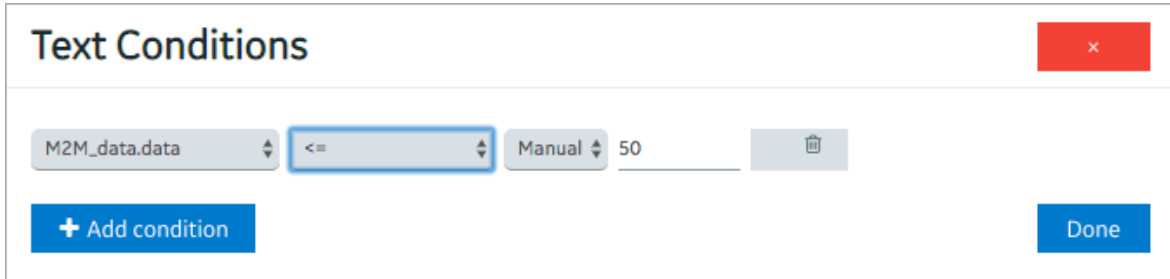 Text Conditions
×
M2M_data.data <= Manual 50
+ Add condition
Done